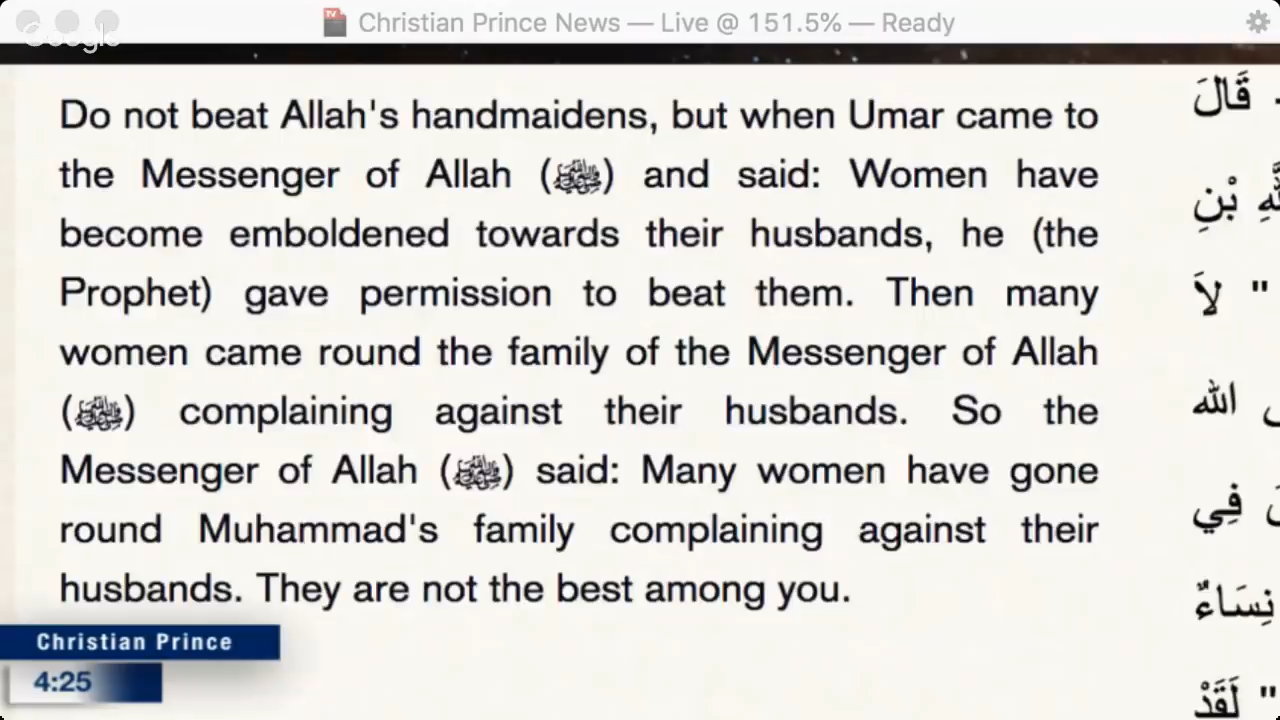 Christian Prince News — Live @ 151.5% — Ready
Google
Do not beat Allah's handmaidens, but when Umar came to
the Messenger of Allah (ﷺ) and said: Women have
become emboldened towards their husbands, he (the
Prophet) gave permission to beat them. Then many
women came round the family of the Messenger of Allah
(ﷺ) complaining against their husbands. So the
Messenger of Allah (ﷺ) said: Many women have gone
round Muhammad's family complaining against their
husbands. They are not the best among you.
قَالَ
بْنِ
" لاَ
الله
فِي
نِسَاءٌ
" لَقَدْ
Christian Prince
4:25